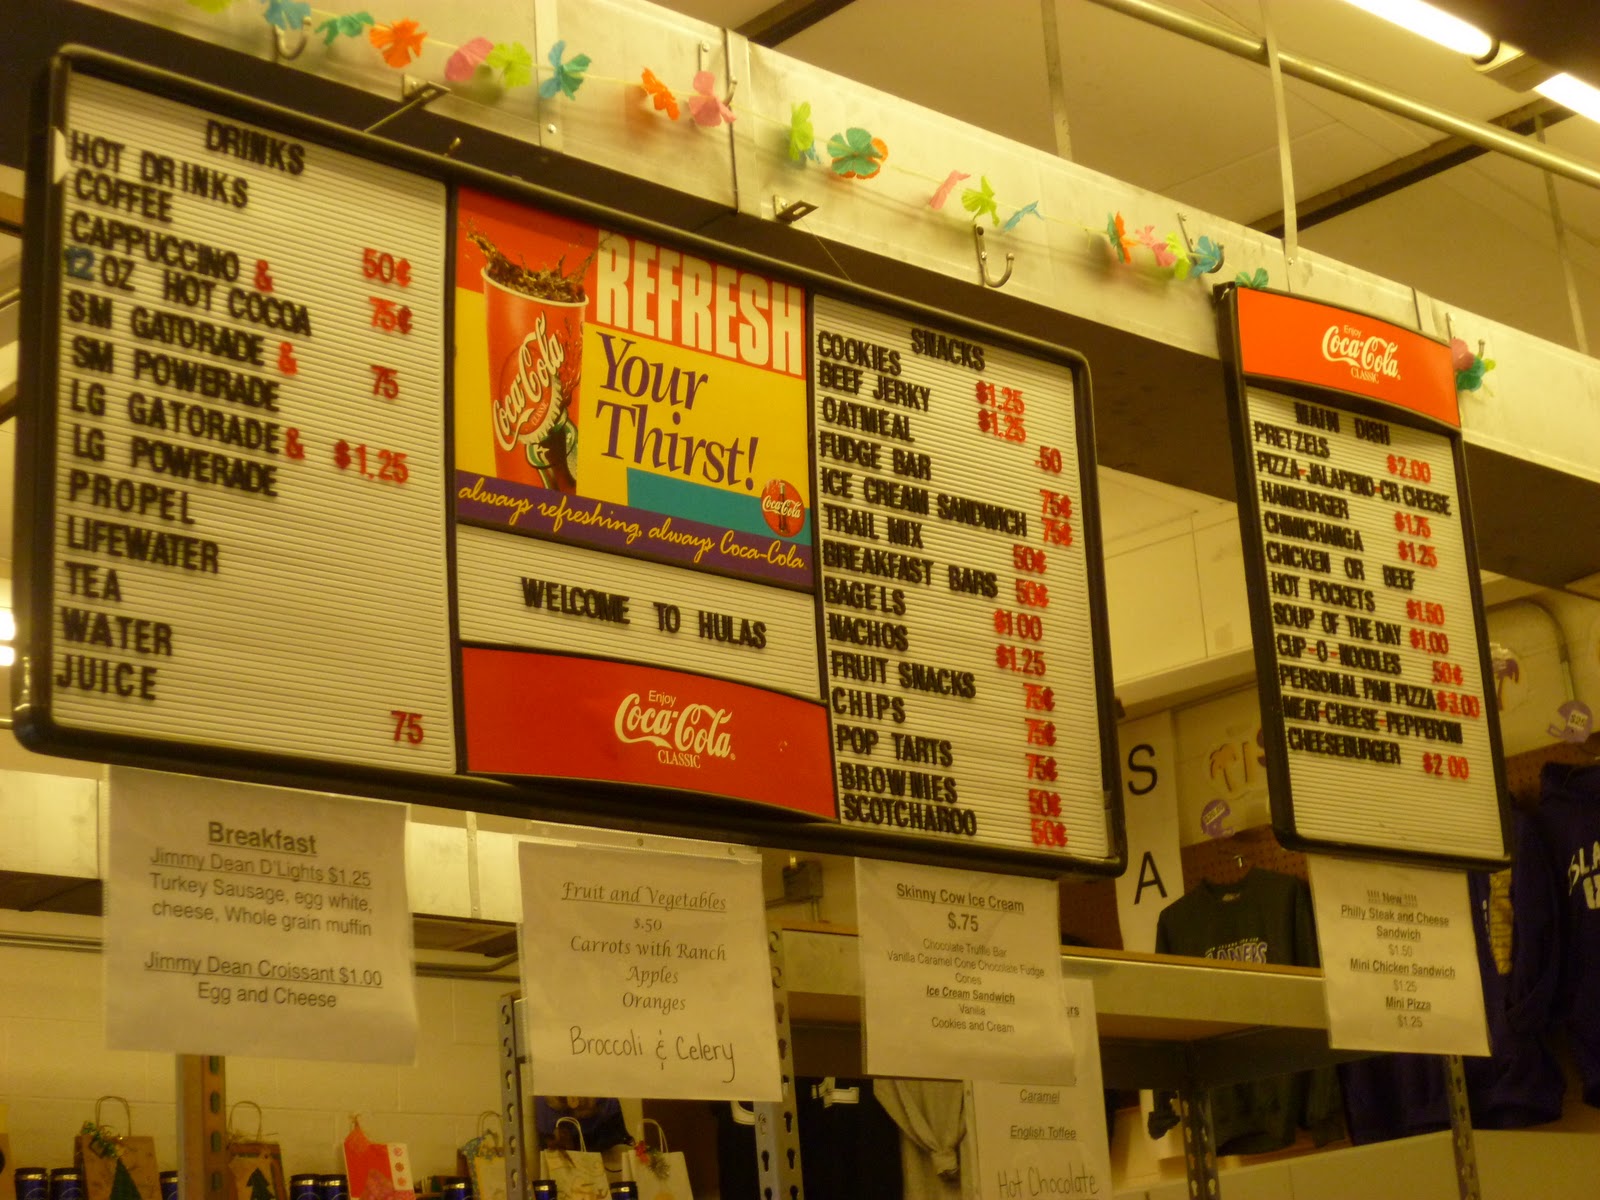 DRINKS
HOT DRINKS
COFFEE 50¢
CAPPUCCINO &
12 OZ HOT COCOA 75¢
SM GATORADE &
SM POWERADE 75
LG GATORADE &
LG POWERADE $1.25
PROPEL
LIFEWATER
TEA
WATER
JUICE 75
REFRESH
Your
Thirst!
Coca-Cola
Coca-Cola
always refreshing, always Coca-Cola.
WELCOME TO HULAS
Enjoy
Coca-Cola
CLASSIC
SNACKS
COOKIES $1.25
BEEF JERKY $1.25
OATMEAL .50
FUDGE BAR 75¢
ICE CREAM SANDWICH 75¢
TRAIL MIX 50¢
BREAKFAST BARS 50¢
BAGELS $1 00
NACHOS $1.25
FRUIT SNACKS 75¢
CHIPS 75¢
POP TARTS 75¢
BROWNIES 50¢
SCOTCHAROO 50¢
Enjoy
Coca-Cola
CLASSIC
MAIN DISH
PRETZELS $2.00
PIZZA-JALAPENO-OR CHEESE
HAMBURGER $1.75
CHIMICHANGA $1.25
CHICKEN OR BEEF
HOT POCKETS $1.50
SOUP OF THE DAY $1.00
CUP-O-NOODLES 50¢
PERSONAL PAN PIZZA $3.00
MEAT-CHEESE-PEPPERONI
CHEESEBURGER $2 00
Breakfast
Jimmy Dean D'Lights $1.25
Turkey Sausage, egg white,
cheese, Whole grain muffin
Jimmy Dean Croissant $1.00
Egg and Cheese
Fruit and Vegetables
$.50
Carrots with Ranch
Apples
Oranges
Broccoli & Celery
Skinny Cow Ice Cream
$.75
Chocolate Truffle Bar
Vanilla Caramel Cone Chocolate Fudge
Cones
Ice Cream Sandwich
Vanilla
Cookies and Cream
Caramel
English Toffee
Hot Chocolate
S
A
!!!! New !!!!
Philly Steak and Cheese
Sandwich
$1.50
Mini Chicken Sandwich
$1.25
Mini Pizza
$1.25